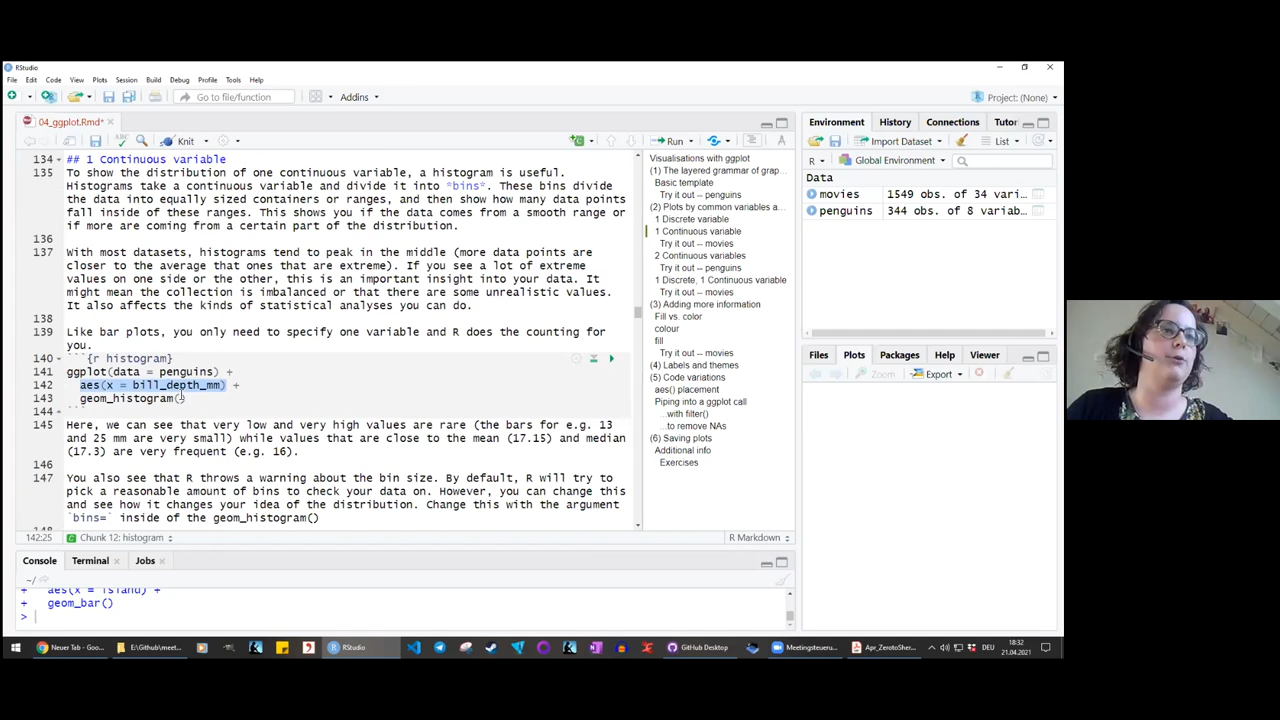 RStudio
File Edit Code View Plots Session Build Debug Profile Tools Help
Go to file/function Addins Project: (None)
04_ggplot.Rmd*
Knit Run
134 ## 1 Continuous variable
135 To show the distribution of one continuous variable, a histogram is useful.
Histograms take a continuous variable and divide it into *bins*. These bins divide
the data into equally sized containers or ranges, and then show how many data points
fall inside of these ranges. This shows you if the data comes from a smooth range or
if more are coming from a certain part of the distribution.
136
137 With most datasets, histograms tend to peak in the middle (more data points are
closer to the average that ones that are extreme). If you see a lot of extreme
values on one side or the other, this is an important insight into your data. It
might mean the collection is imbalanced or that there are some unrealistic values.
It also affects the kinds of statistical analyses you can do.
138
139 Like bar plots, you only need to specify one variable and R does the counting for
you.
140 ```{r histogram}
141 ggplot(data = penguins) +
142 aes(x = bill_depth_mm) +
143 geom_histogram()
144 ```
145 Here, we can see that very low and very high values are rare (the bars for e.g. 13
and 25 mm are very small) while values that are close to the mean (17.15) and median
(17.3) are very frequent (e.g. 16).
146
147 You also see that R throws a warning about the bin size. By default, R will try to
pick a reasonable amount of bins to check your data on. However, you can change this
and see how it changes your idea of the distribution. Change this with the argument
`bins=` inside of the geom_histogram()
142:25 Chunk 12: histogram R Markdown
Visualisations with ggplot
(1) The layered grammar of grap...
Basic template
Try it out -- penguins
(2) Plots by common variables a...
1 Discrete variable
1 Continuous variable
Try it out -- movies
2 Continuous variables
Try it out -- penguins
1 Discrete, 1 Continuous variable
Try it out -- movies
(3) Adding more information
Fill vs. color
colour
fill
Try it out -- movies
(4) Labels and themes
(5) Code variations
aes() placement
Piping into a ggplot call
...with filter()
...to remove NAs
(6) Saving plots
Additional info
Exercises
Console Terminal Jobs
~/
+ aes(x = island) +
+ geom_bar()
>
Environment History Connections Tutor
Import Dataset List
R Global Environment
Data
movies 1549 obs. of 34 vari...
penguins 344 obs. of 8 variab...
Files Plots Packages Help Viewer
Zoom Export
Neuer Tab - Goo... E:\Github\meet... RStudio GitHub Desktop Meetingsteueru... Apr_ZerotoSher... DEU 18:32
21.04.2021